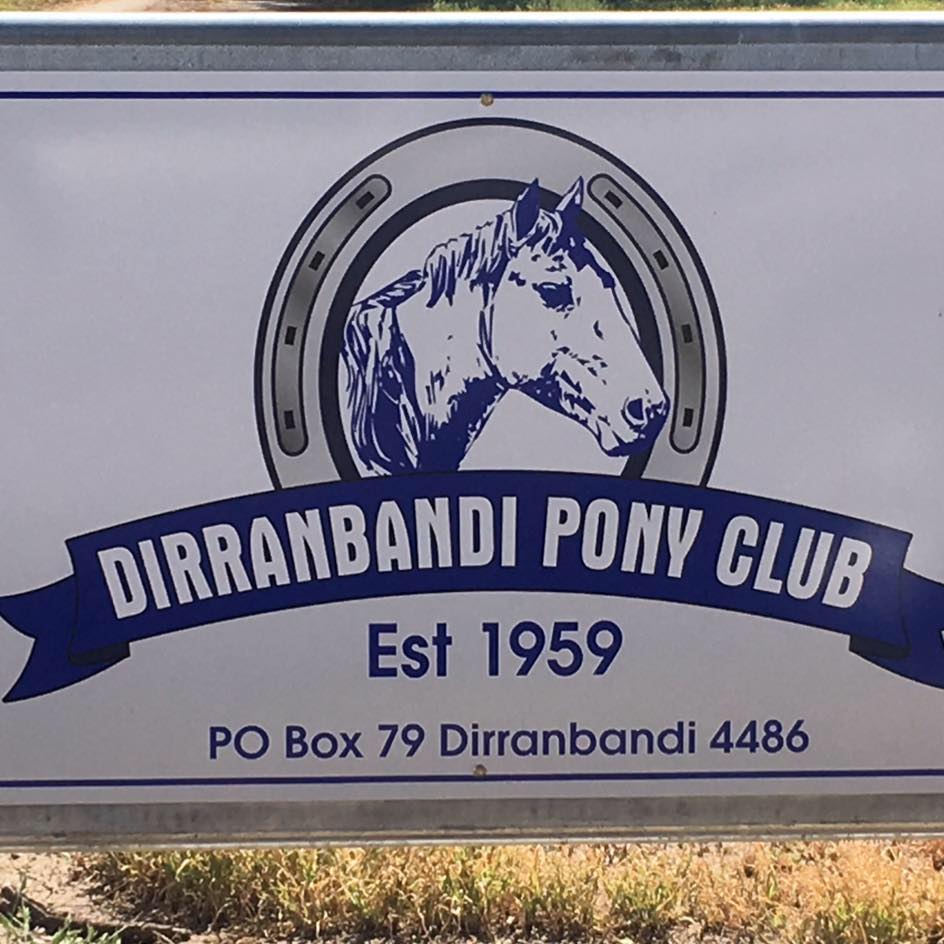 DIRRANBANDI PONY CLUB
Est 1959
PO Box 79 Dirranbandi 4486